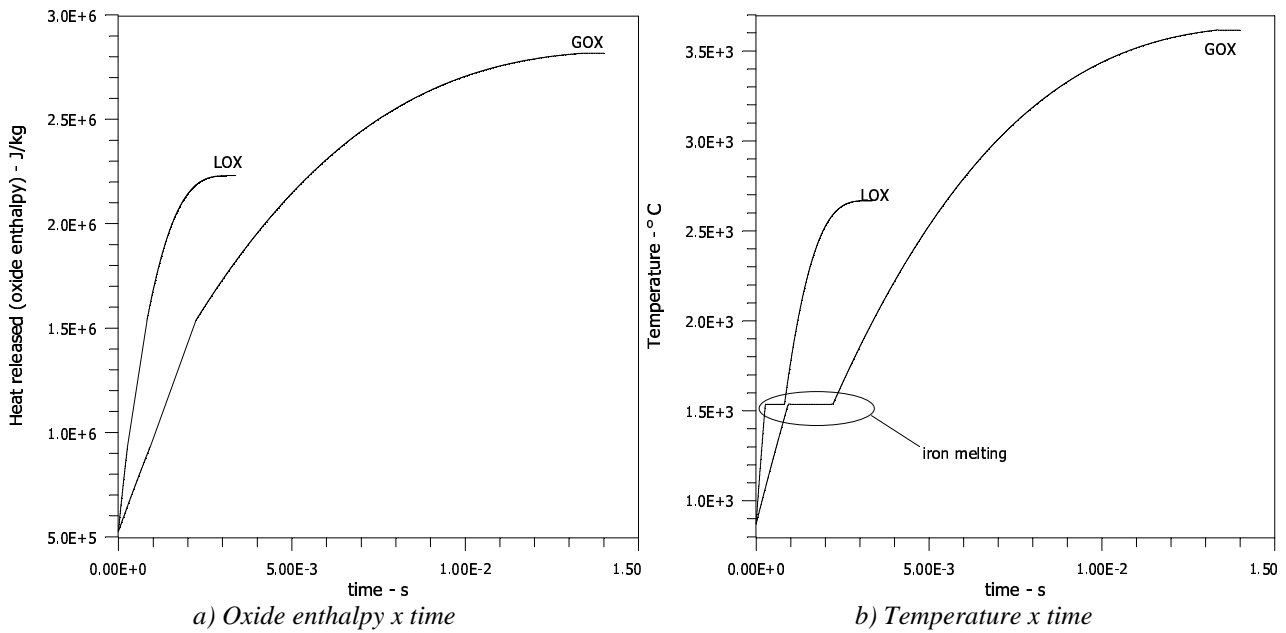 Heat released (oxide enthalpy) - J/kg
3.0E+6
2.5E+6
2.0E+6
1.5E+6
1.0E+6
5.0E+5
GOX
LOX
0.00E+0 5.00E-3 1.00E-2 1.50
time - s
a) Oxide enthalpy x time
Temperature - °C
3.5E+3
3.0E+3
2.5E+3
2.0E+3
1.5E+3
1.0E+3
GOX
LOX
iron melting
0.00E+0 5.00E-3 1.00E-2 1.50
time - s
b) Temperature x time